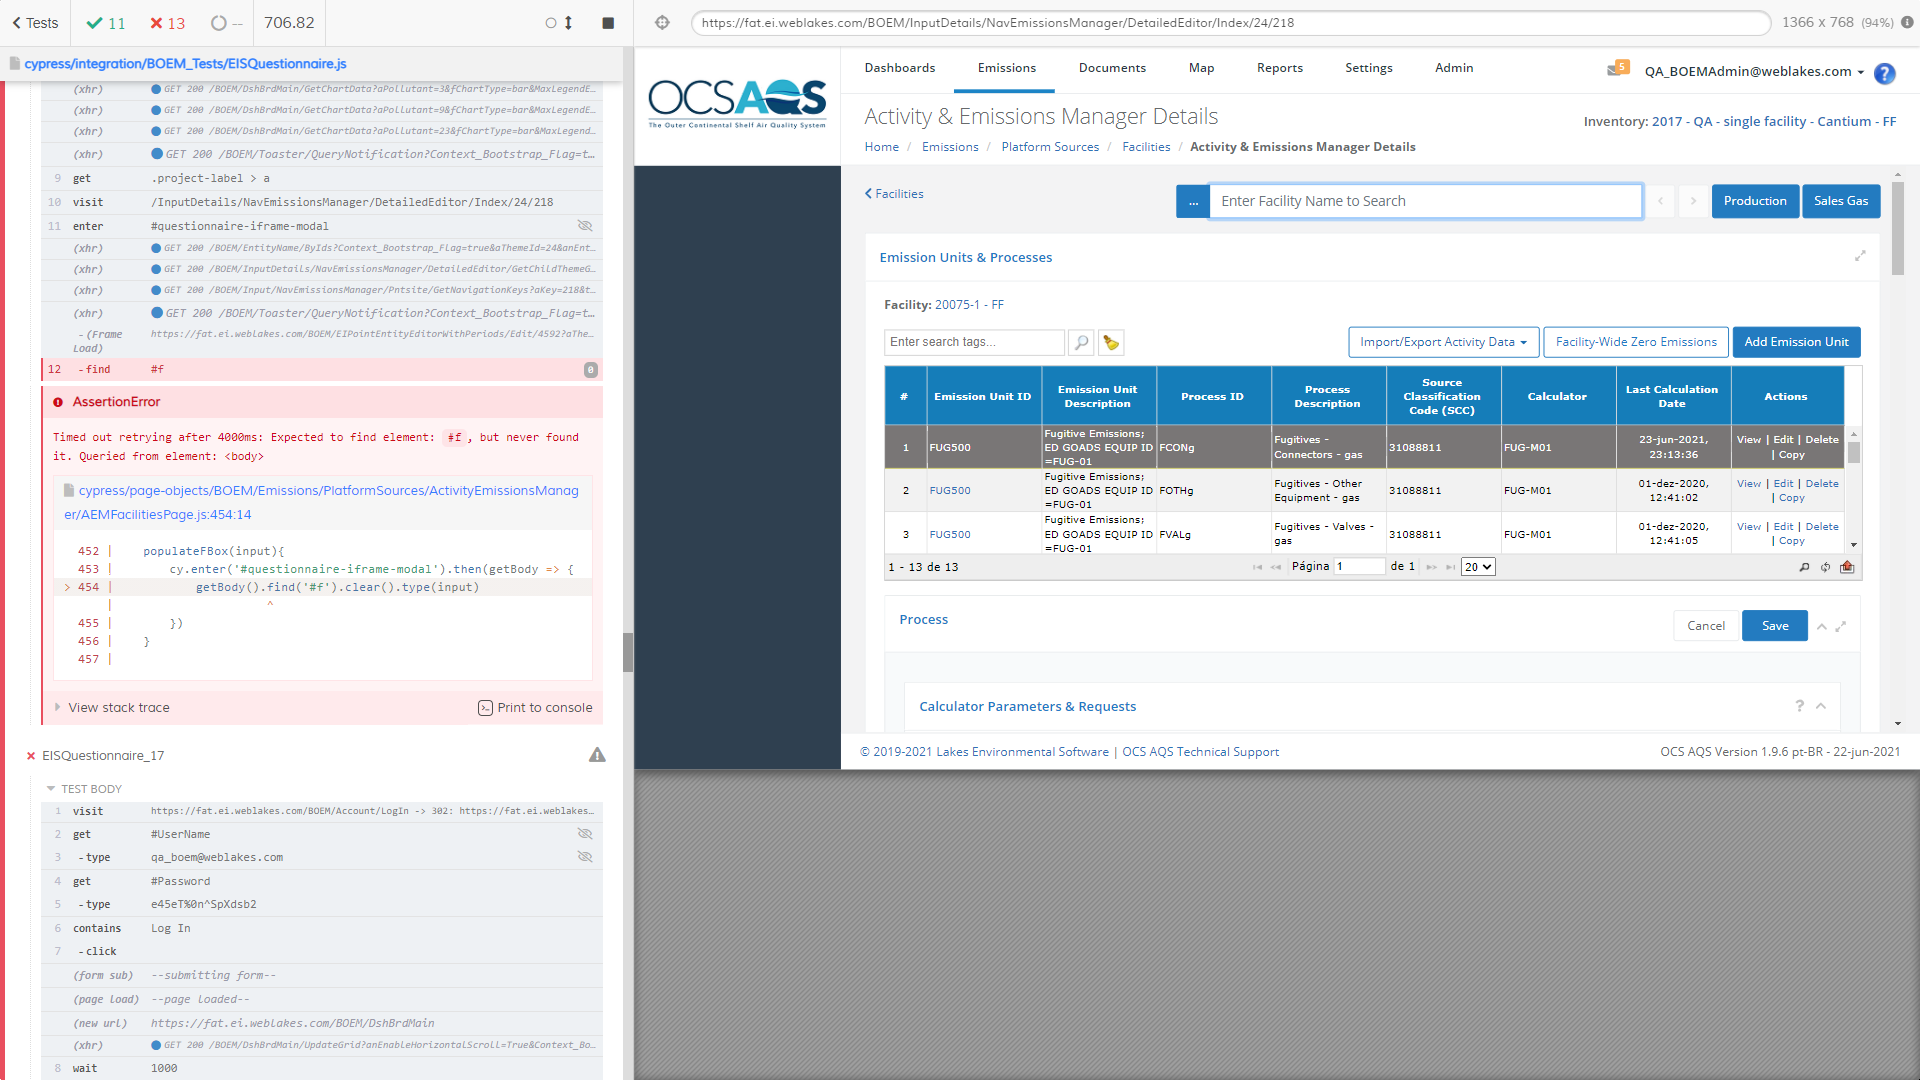 Tests
11
13
--
706.82
https://fat.ei.weblakes.com/BOEM/InputDetails/NavEmissionsManager/DetailedEditor/Index/24/218
1366 x 768 (94%)
cypress/integration/BOEM_Tests/EISQuestionnaire.js
(xhr) GET 200 /BOEM/DshBrdMain/GetChartData?aPollutant=3&fChartType=bar&MaxLegendE...
(xhr) GET 200 /BOEM/DshBrdMain/GetChartData?aPollutant=9&fChartType=bar&MaxLegendE...
(xhr) GET 200 /BOEM/DshBrdMain/GetChartData?aPollutant=23&fChartType=bar&MaxLegend...
(xhr) GET 200 /BOEM/Toaster/QueryNotification?Context_Bootstrap_Flag=t...
9 get .project-label > a
10 visit /InputDetails/NavEmissionsManager/DetailedEditor/Index/24/218
11 enter #questionnaire-iframe-modal
(xhr) GET 200 /BOEM/EntityName/ByIds?Context_Bootstrap_Flag=true&aThemeId=24&anEnt...
(xhr) GET 200 /BOEM/InputDetails/NavEmissionsManager/DetailedEditor/GetChildThemeG...
(xhr) GET 200 /BOEM/Input/NavEmissionsManager/Pntsite/GetNavigationKeys?aKey=218&t...
(xhr) GET 200 /BOEM/Toaster/QueryNotification?Context_Bootstrap_Flag=t...
- (Frame Load) https://fat.ei.weblakes.com/BOEM/EIPointEntityEditorWithPeriods/Edit/4592?aThe...
12 - find #f 0
AssertionError
Timed out retrying after 4000ms: Expected to find element: #f, but never found
it. Queried from element: <body>
cypress/page-objects/BOEM/Emissions/PlatformSources/ActivityEmissionsManag
er/AEMFacilitiesPage.js:454:14
452 | populateFBox(input){
453 | cy.enter('#questionnaire-iframe-modal').then(getBody => {
> 454 | getBody().find('#f').clear().type(input)
| ^
455 | })
456 | }
457 |
View stack trace
Print to console
EISQuestionnaire_17
TEST BODY
1 visit https://fat.ei.weblakes.com/BOEM/Account/LogIn -> 302: https://fat.ei.weblakes...
2 get #UserName
3 - type qa_boem@weblakes.com
4 get #Password
5 - type e45eT%0n^SpXdsb2
6 contains Log In
7 - click
(form sub) --submitting form--
(page load) --page loaded--
(new url) https://fat.ei.weblakes.com/BOEM/DshBrdMain
(xhr) GET 200 /BOEM/DshBrdMain/UpdateGrid?anEnableHorizontalScroll=True&Context_Bo...
8 wait 1000
OCSAQS
The Outer Continental Shelf Air Quality System
Dashboards Emissions Documents Map Reports Settings Admin
5
QA_BOEMAdmin@weblakes.com
?
Activity & Emissions Manager Details
Inventory: 2017 - QA - single facility - Cantium - FF
Home / Emissions / Platform Sources / Facilities / Activity & Emissions Manager Details
Facilities
...
Enter Facility Name to Search
Production
Sales Gas
Emission Units & Processes
Facility: 20075-1 - FF
Enter search tags...
Import/Export Activity Data
Facility-Wide Zero Emissions
Add Emission Unit
# Emission Unit ID Emission Unit Description Process ID Process Description Source Classification Code (SCC) Calculator Last Calculation Date Actions
1 FUG500 Fugitive Emissions; ED GOADS EQUIP ID =FUG-01 FCONg Fugitives - Connectors - gas 31088811 FUG-M01 23-jun-2021, 23:13:36 View | Edit | Delete | Copy
2 FUG500 Fugitive Emissions; ED GOADS EQUIP ID =FUG-01 FOTHg Fugitives - Other Equipment - gas 31088811 FUG-M01 01-dez-2020, 12:41:02 View | Edit | Delete | Copy
3 FUG500 Fugitive Emissions; ED GOADS EQUIP ID =FUG-01 FVALg Fugitives - Valves - gas 31088811 FUG-M01 01-dez-2020, 12:41:05 View | Edit | Delete | Copy
1 - 13 de 13
Página 1 de 1 20
Process
Cancel
Save
Calculator Parameters & Requests
?
© 2019-2021 Lakes Environmental Software | OCS AQS Technical Support
OCS AQS Version 1.9.6 pt-BR - 22-jun-2021